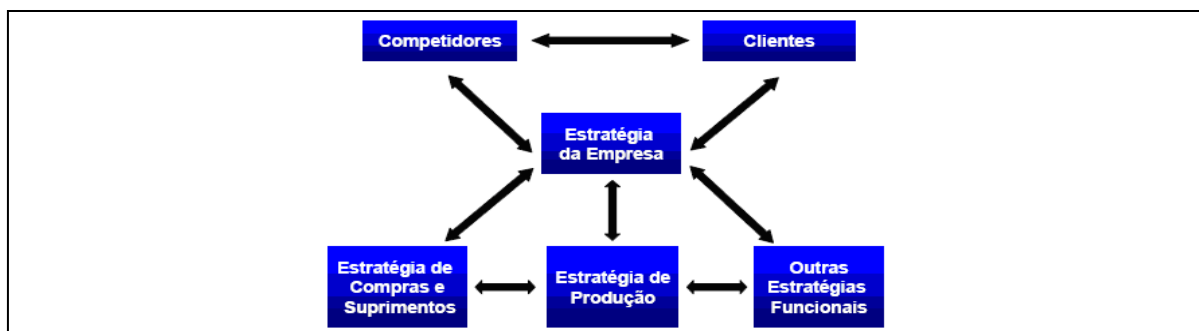 Competidores
Clientes
Estratégia
da Empresa
Estratégia de
Compras e
Suprimentos
Estratégia de
Produção
Outras
Estratégias
Funcionais